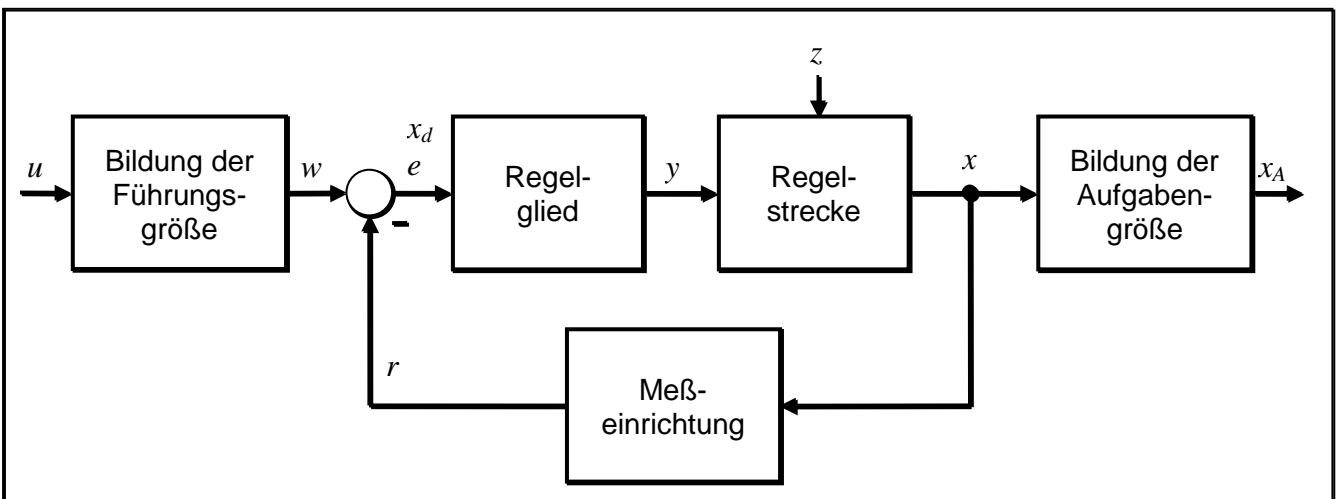 z
u
Bildung der
Führungs-
größe
w
x_d
e
Regel-
glied
y
Regel-
strecke
x
Bildung der
Aufgaben-
größe
x_A
-
r
Meß-
einrichtung